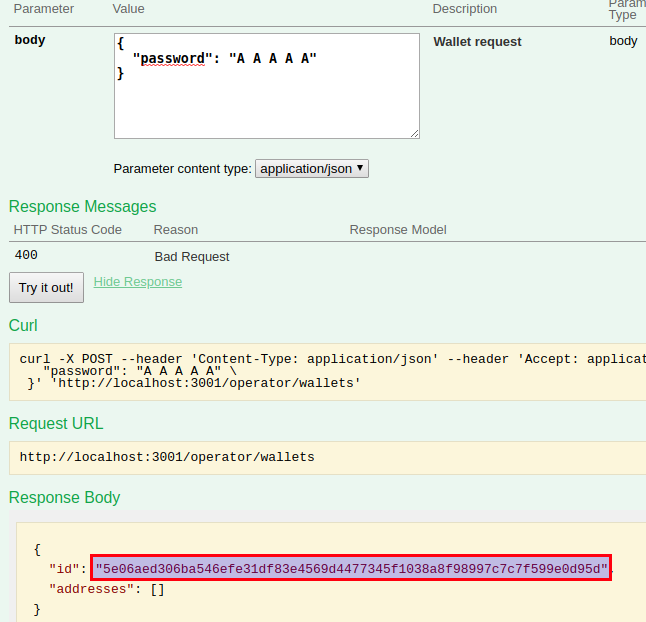 Parameter Value Description Param
Type
body { Wallet request body
"password": "A A A A A"
}
Parameter content type: application/json
Response Messages
HTTP Status Code Reason Response Model
400 Bad Request
Try it out! Hide Response
Curl
curl -X POST --header 'Content-Type: application/json' --header 'Accept: applicat
"password": "A A A A A" \
}' 'http://localhost:3001/operator/wallets'
Request URL
http://localhost:3001/operator/wallets
Response Body
{
"id": "5e06aed306ba546efe31df83e4569d4477345f1038a8f98997c7c7f599e0d95d",
"addresses": []
}